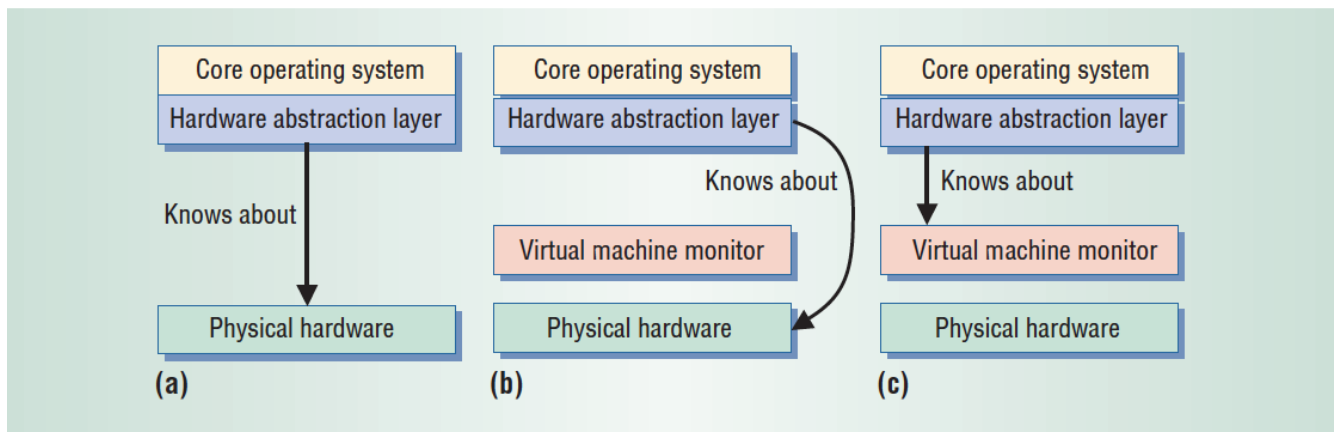 Core operating system
Hardware abstraction layer
Knows about
Physical hardware
(a)
Core operating system
Hardware abstraction layer
Knows about
Virtual machine monitor
Physical hardware
(b)
Core operating system
Hardware abstraction layer
Knows about
Virtual machine monitor
Physical hardware
(c)